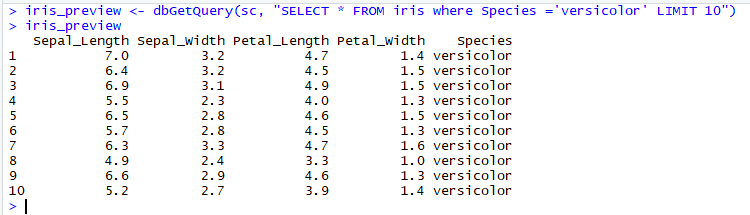 > iris_preview <- dbGetQuery(sc, "SELECT * FROM iris where Species ='versicolor' LIMIT 10")
> iris_preview
   Sepal_Length Sepal_Width Petal_Length Petal_Width    Species
1           7.0         3.2          4.7         1.4 versicolor
2           6.4         3.2          4.5         1.5 versicolor
3           6.9         3.1          4.9         1.5 versicolor
4           5.5         2.3          4.0         1.3 versicolor
5           6.5         2.8          4.6         1.5 versicolor
6           5.7         2.8          4.5         1.3 versicolor
7           6.3         3.3          4.7         1.6 versicolor
8           4.9         2.4          3.3         1.0 versicolor
9           6.6         2.9          4.6         1.3 versicolor
10          5.2         2.7          3.9         1.4 versicolor
>